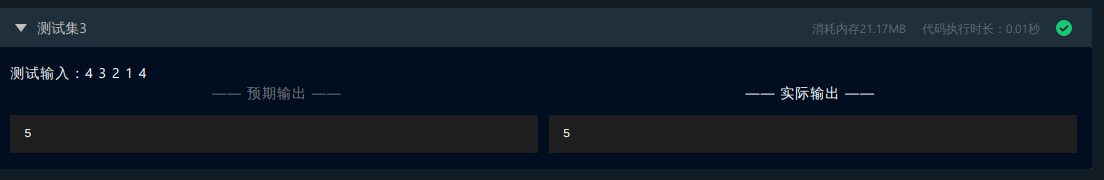 测试集3 消耗内存21.17MB 代码执行时长：0.01秒
测试输入：4 3 2 1 4
—— 预期输出 —— —— 实际输出 ——
5 5